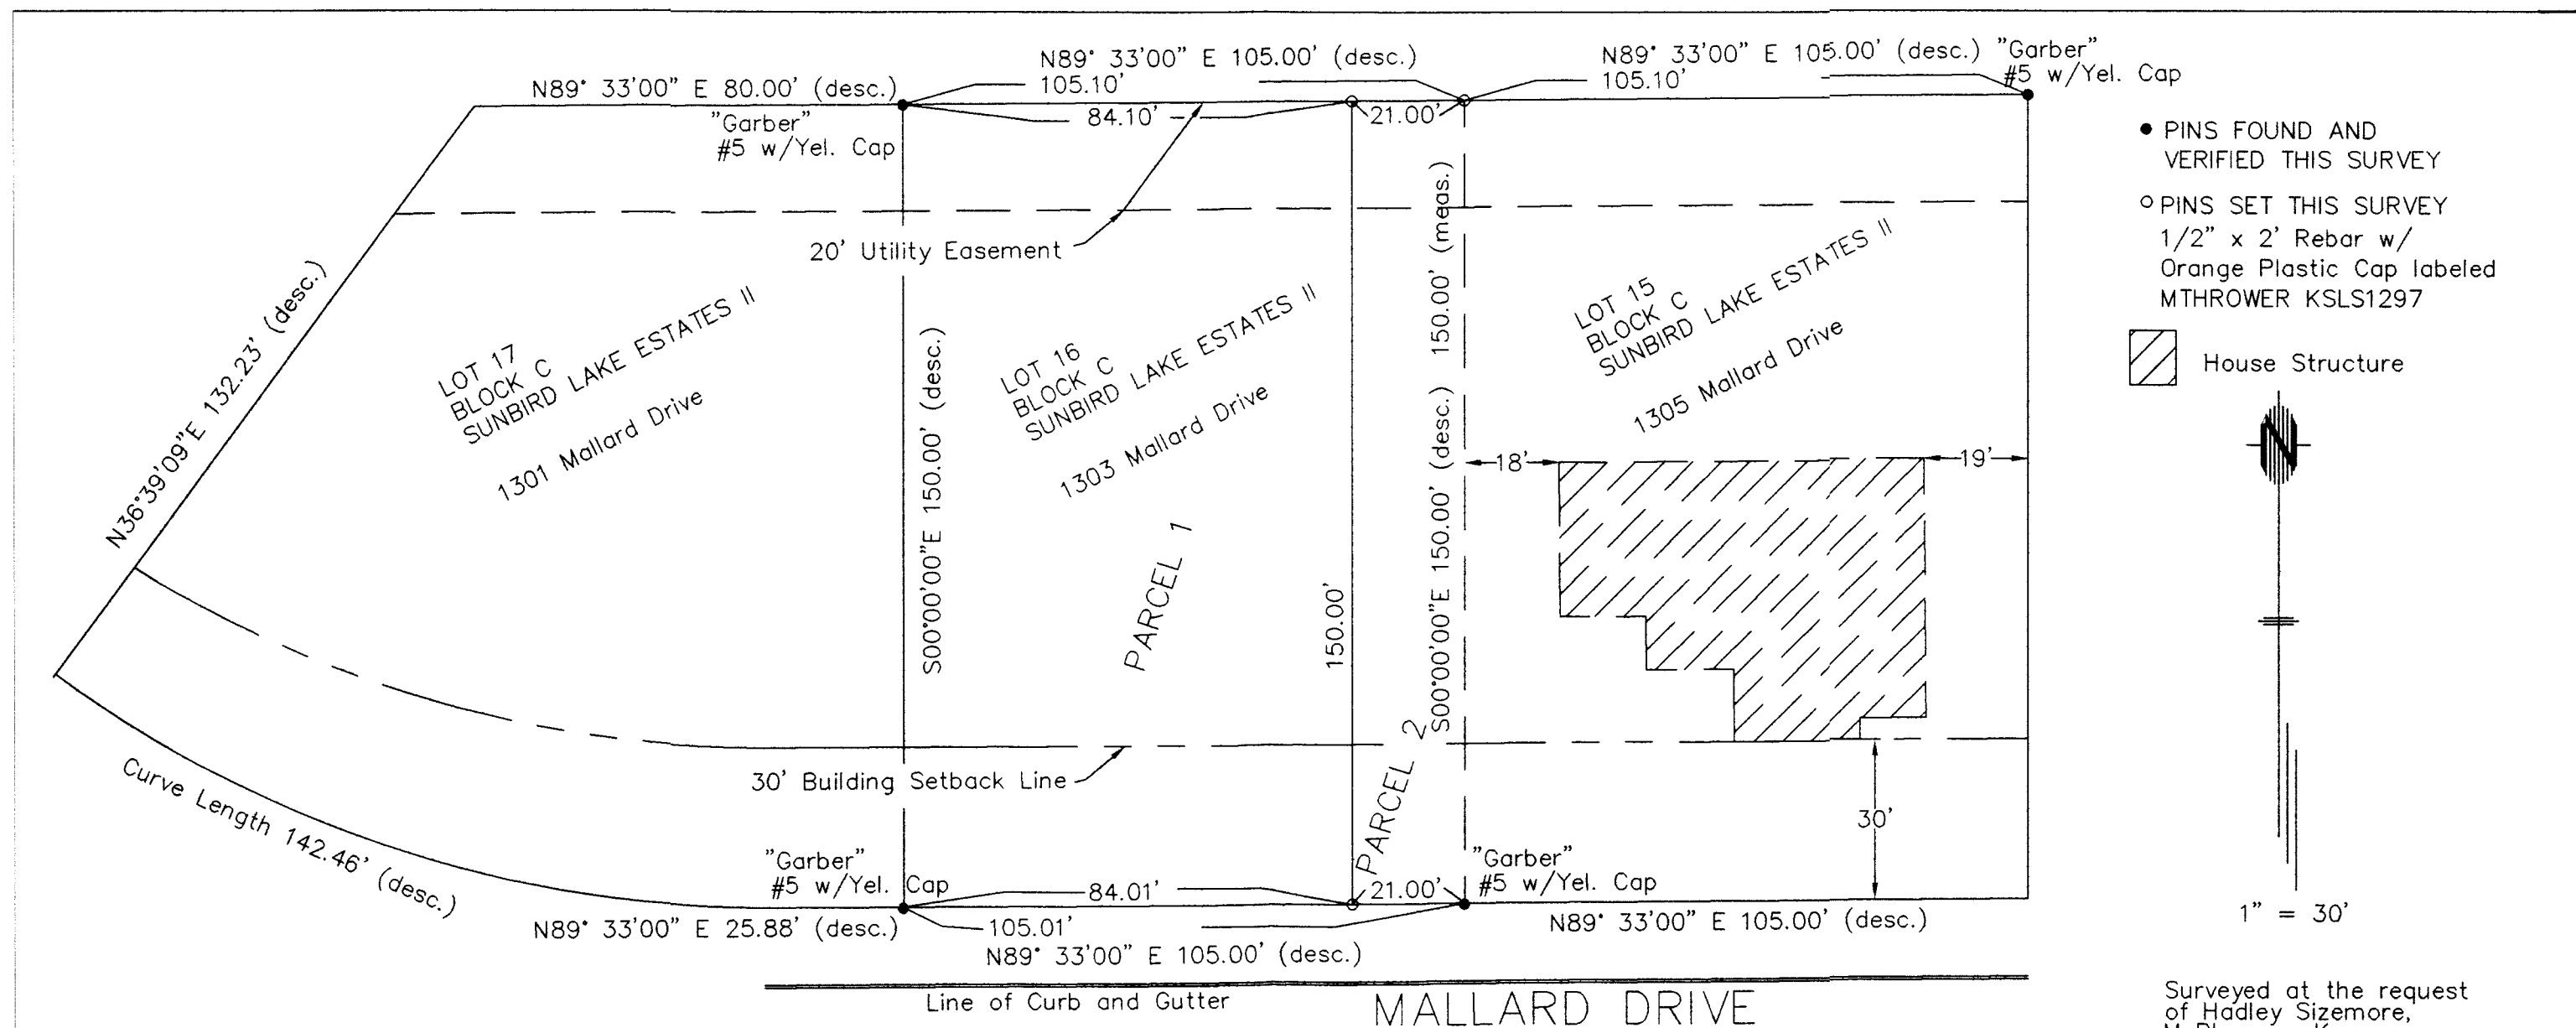 N89° 33'00" E 80.00' (desc.)
N89° 33'00" E 105.00' (desc.)
105.10'
N89° 33'00" E 105.00' (desc.)
105.10'
"Garber"
#5 w/Yel. Cap
"Garber"
#5 w/Yel. Cap
84.10'
21.00'
20' Utility Easement
PINS FOUND AND
VERIFIED THIS SURVEY
PINS SET THIS SURVEY
1/2" x 2' Rebar w/
Orange Plastic Cap labeled
MTHROWER KSLS1297
House Structure
N
1" = 30'
N36°39'09"E 132.23' (desc.)
LOT 17
BLOCK C
SUNBIRD LAKE ESTATES II
1301 Mallard Drive
S00°00'00"E 150.00' (desc.)
LOT 16
BLOCK C
SUNBIRD LAKE ESTATES II
1303 Mallard Drive
PARCEL 1
150.00'
PARCEL 2
S00°00'00"E 150.00' (desc.) 150.00' (meas.)
LOT 15
BLOCK C
SUNBIRD LAKE ESTATES II
1305 Mallard Drive
18'
19'
30'
30' Building Setback Line
Curve Length 142.46' (desc.)
"Garber"
#5 w/Yel. Cap
84.01'
21.00'
"Garber"
#5 w/Yel. Cap
N89° 33'00" E 25.88' (desc.)
105.01'
N89° 33'00" E 105.00' (desc.)
N89° 33'00" E 105.00' (desc.)
Line of Curb and Gutter
MALLARD DRIVE
Surveyed at the request
of Hadley Sizemore,